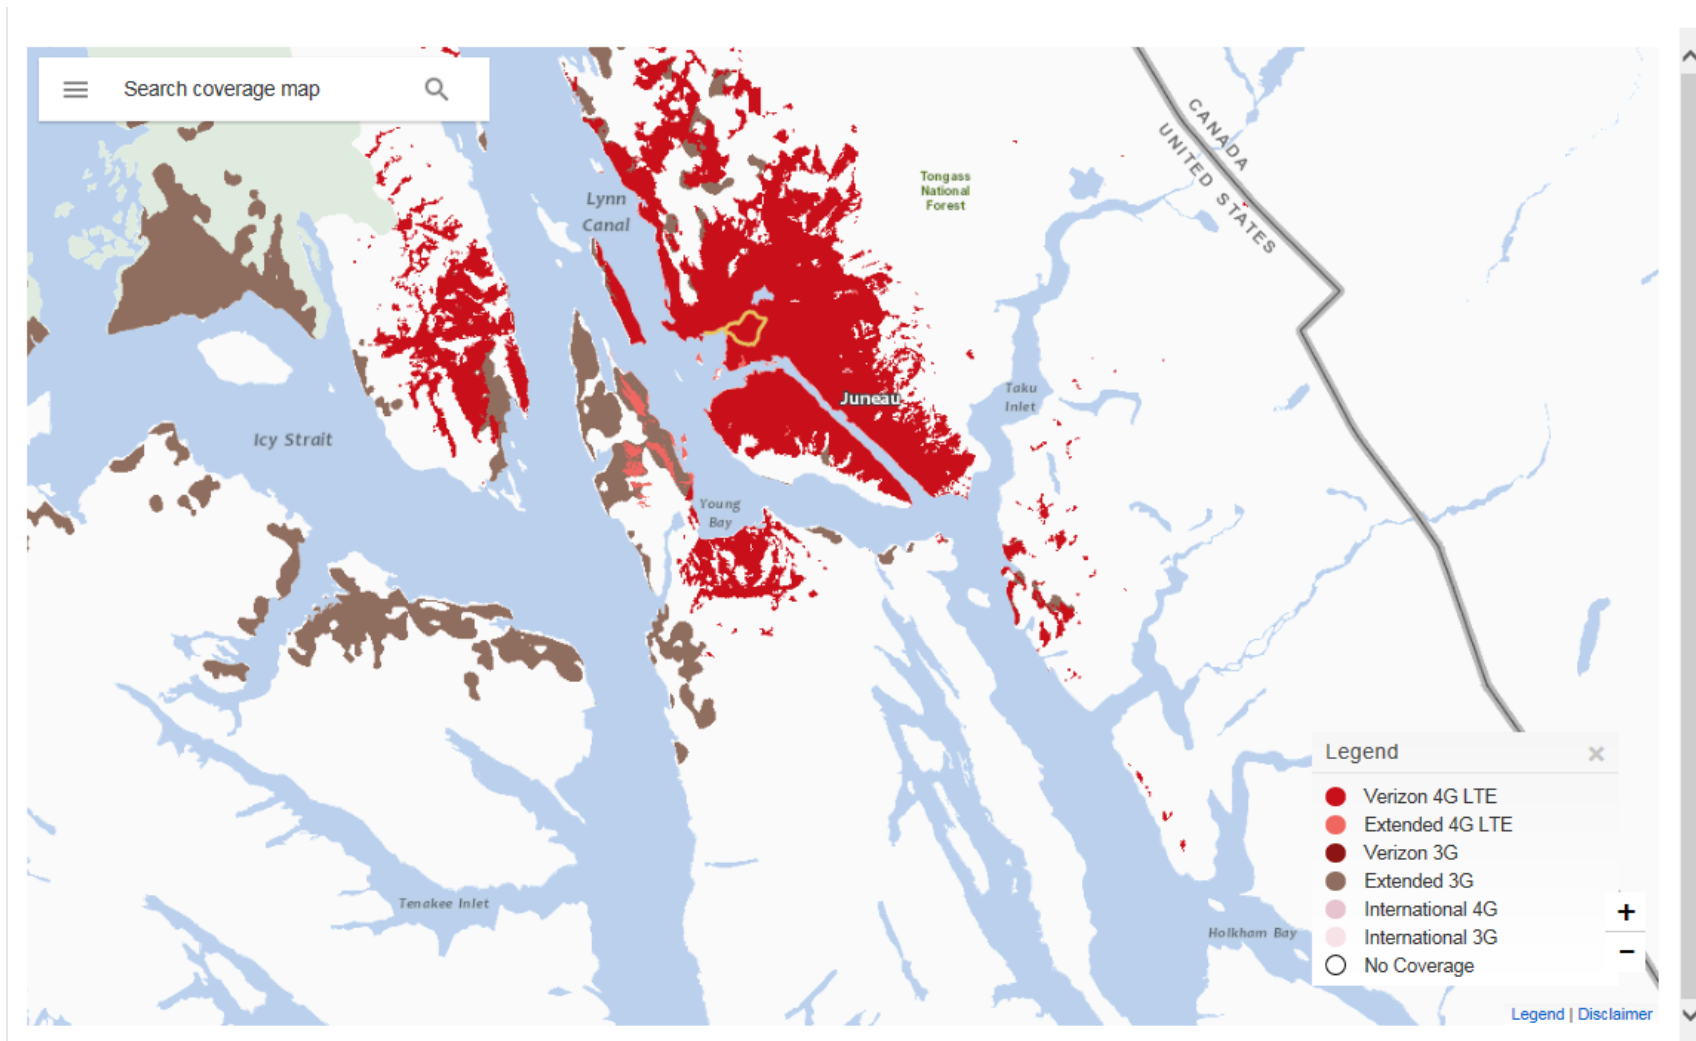 Search coverage map
CANADA
UNITED STATES
Tongass
National
Forest
Lynn
Canal
Juneau
Taku
Inlet
Icy Strait
Young
Bay
Legend
Verizon 4G LTE
Extended 4G LTE
Verizon 3G
Extended 3G
International 4G
International 3G
No Coverage
Tenakee Inlet
Holkham Bay
+
−
Legend | Disclaimer